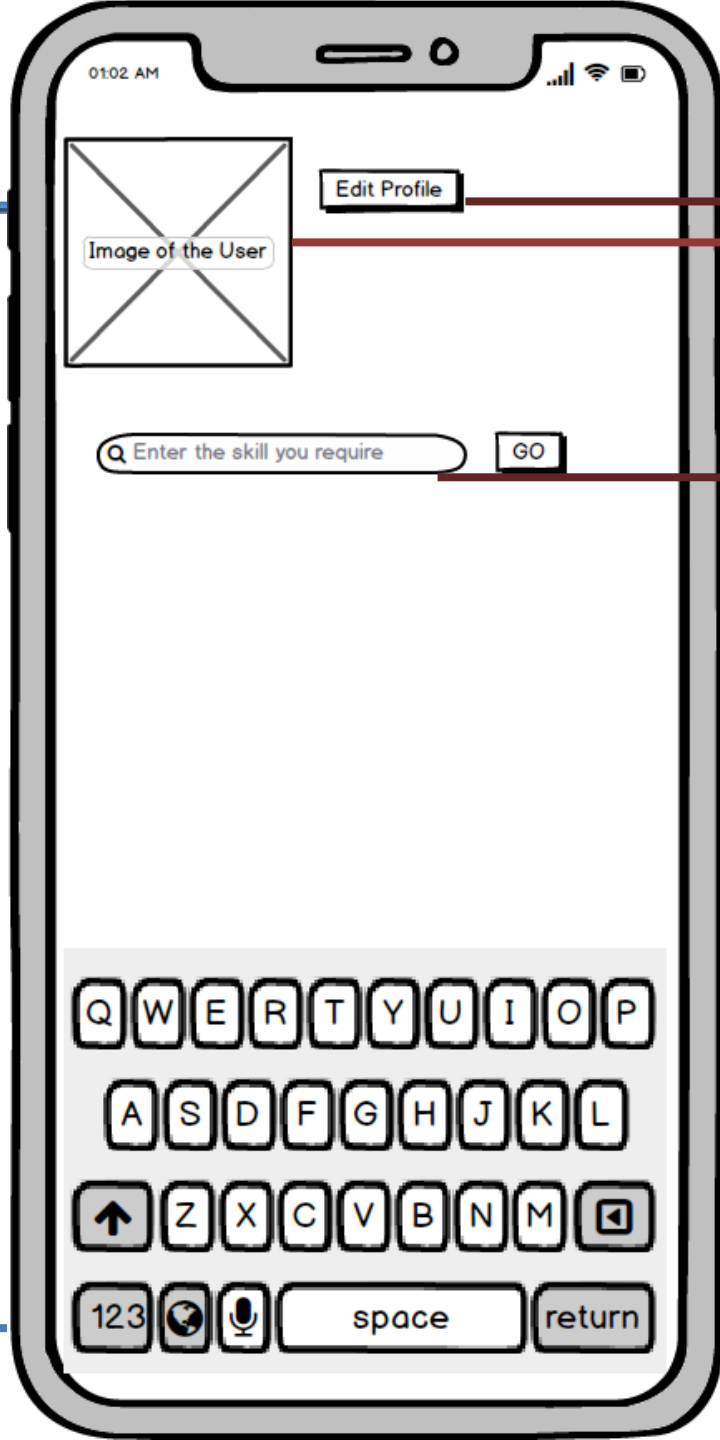 01:02 AM
Edit Profile
Image of the User
Enter the skill you require
GO
Q W E R T Y U I O P
A S D F G H J K L
Z X C V B N M
123 space return